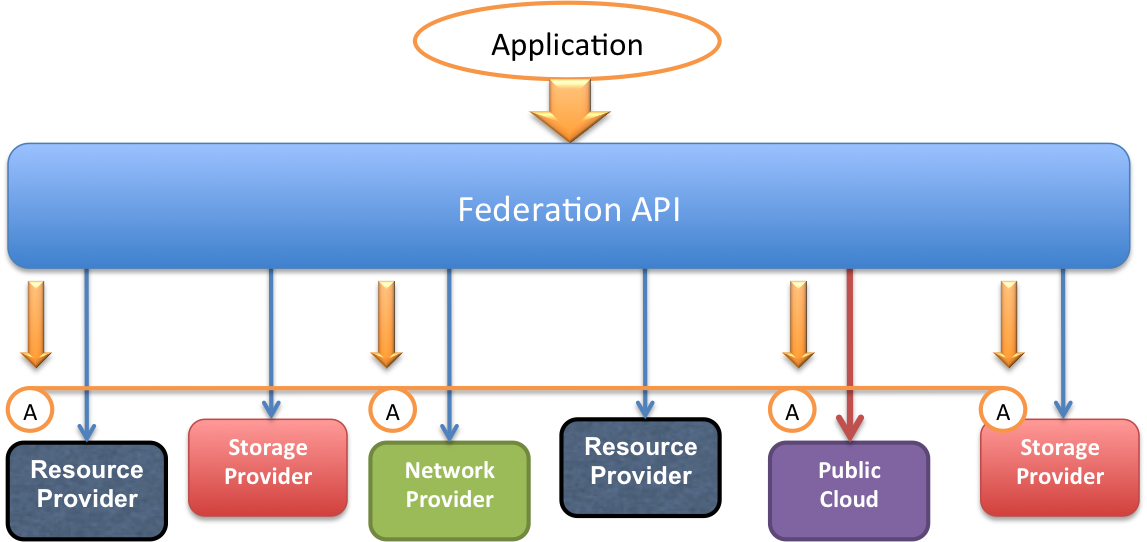 Application
Federation API
A
A
A
A
Resource
Provider
Storage
Provider
Network
Provider
Resource
Provider
Public
Cloud
Storage
Provider